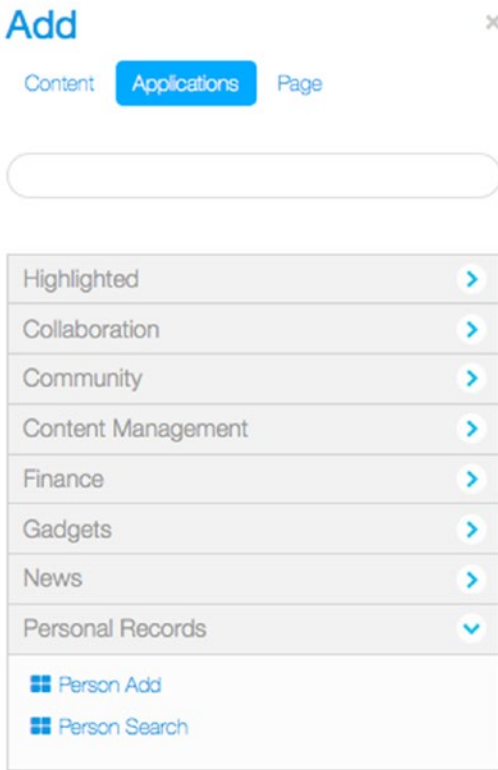 Add
Content Applications Page
Highlighted
Collaboration
Community
Content Management
Finance
Gadgets
News
Personal Records
Person Add
Person Search